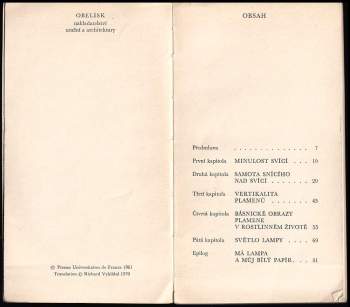 OBELISK
nakladatelství
umění a architektury
© Presses Universitaires de France 1961
Translation © Richard Vyhlídal 1970
OBSAH
Předmluva . . . . . . . . . . . . . . 7
První kapitola MINULOST SVÍCÍ . . 10
Druhá kapitola SAMOTA SNÍCÍHO
NAD SVÍCÍ . . . . . . 29
Třetí kapitola VERTIKALITA
PLAMENŮ . . . . . . 45
Čtvrtá kapitola BÁSNICKÉ OBRAZY
PLAMENE
V ROSTLINNÉM ŽIVOTĚ 55
Pátá kapitola SVĚTLO LAMPY . . . 69
Epilog MÁ LAMPA
A MŮJ BÍLÝ PAPÍR. . . 81